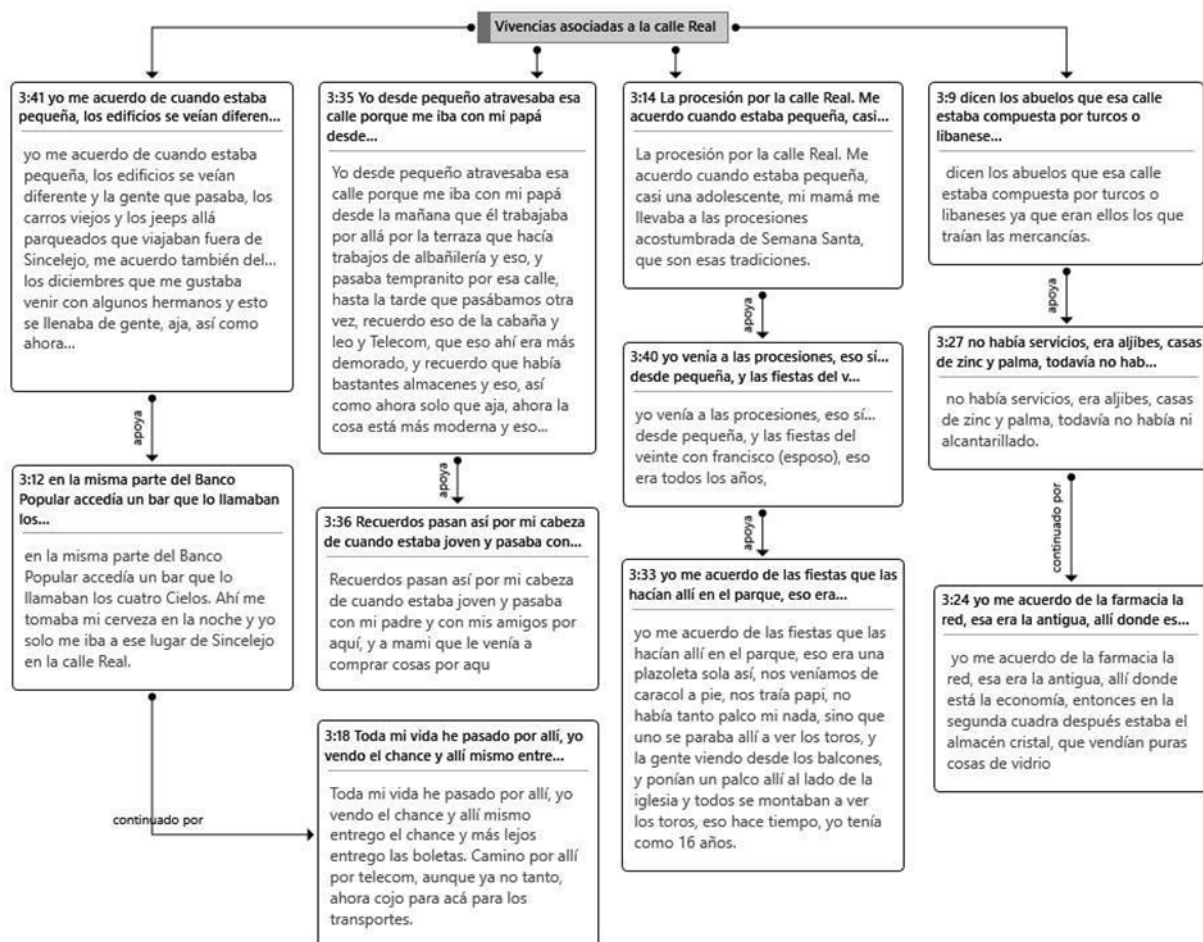 Vivencias asociadas a la calle Real
3:41 yo me acuerdo de cuando estaba
pequeña, los edificios se veían diferen...
yo me acuerdo de cuando estaba
pequeña, los edificios se veían
diferente y la gente que pasaba, los
carros viejos y los jeeps allá
parqueados que viajaban fuera de
Sincelejo, me acuerdo también del...
los diciembres que me gustaba
venir con algunos hermanos y esto
se llenaba de gente, aja, así como
ahora...
apoya
3:12 en la misma parte del Banco
Popular accedía un bar que lo llamaban
los...
en la misma parte del Banco
Popular accedía un bar que lo
llamaban los cuatro Cielos. Ahí me
tomaba mi cerveza en la noche y yo
solo me iba a ese lugar de Sincelejo
en la calle Real.
continuado por
3:18 Toda mi vida he pasado por allí, yo
vendo el chance y allí mismo entre...
Toda mi vida he pasado por allí, yo
vendo el chance y allí mismo
entrego el chance y más lejos
entrego las boletas. Camino por allí
por telecom, aunque ya no tanto,
ahora cojo para acá para los
transportes.
3:35 Yo desde pequeño atravesaba esa
calle porque me iba con mi papá
desde...
Yo desde pequeño atravesaba esa
calle porque me iba con mi papá
desde la mañana que él trabajaba
por allá por la terraza que hacía
trabajos de albañilería y eso, y
pasaba tempranito por esa calle,
hasta la tarde que pasábamos otra
vez, recuerdo eso de la cabaña y
leo y Telecom, que eso ahí era más
demorado, y recuerdo que había
bastantes almacenes y eso, así
como ahora solo que aja, ahora la
cosa está más moderna y eso...
apoya
3:36 Recuerdos pasan así por mi cabeza
de cuando estaba joven y pasaba con...
Recuerdos pasan así por mi cabeza
de cuando estaba joven y pasaba
con mi padre y con mis amigos por
aquí, y a mami que le venía a
comprar cosas por aqu
3:14 La procesión por la calle Real. Me
acuerdo cuando estaba pequeña, casi...
La procesión por la calle Real. Me
acuerdo cuando estaba pequeña,
casi una adolescente, mi mamá me
llevaba a las procesiones
acostumbrada de Semana Santa,
que son esas tradiciones.
apoya
3:40 yo venía a las procesiones, eso sí...
desde pequeña, y las fiestas del v...
yo venía a las procesiones, eso sí...
desde pequeña, y las fiestas del
veinte con francisco (esposo), eso
era todos los años,
apoya
3:33 yo me acuerdo de las fiestas que las
hacían allí en el parque, eso era...
yo me acuerdo de las fiestas que las
hacían allí en el parque, eso era una
plazoleta sola así, nos veníamos de
caracol a pie, nos traía papi, no
había tanto palco mi nada, sino que
uno se paraba allí a ver los toros, y
la gente viendo desde los balcones,
y ponían un palco allí al lado de la
iglesia y todos se montaban a ver
los toros, eso hace tiempo, yo tenía
como 16 años.
3:9 dicen los abuelos que esa calle
estaba compuesta por turcos o
libanese...
dicen los abuelos que esa calle
estaba compuesta por turcos o
libaneses ya que eran ellos los que
traían las mercancías.
apoya
3:27 no había servicios, era aljibes, casas
de zinc y palma, todavía no hab...
no había servicios, era aljibes, casas
de zinc y palma, todavía no había ni
alcantarillado.
continuado por
3:24 yo me acuerdo de la farmacia la
red, esa era la antigua, allí donde es...
yo me acuerdo de la farmacia la
red, esa era la antigua, allí donde
está la economía, entonces en la
segunda cuadra después estaba el
almacén cristal, que vendían puras
cosas de vidrio